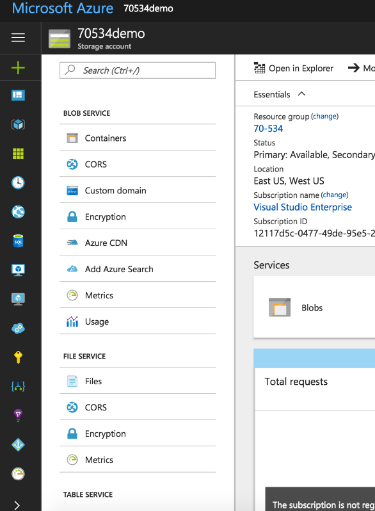 Microsoft Azure 70534demo
70534demo
Storage account
Search (Ctrl+/)
BLOB SERVICE
Containers
CORS
Custom domain
Encryption
Azure CDN
Add Azure Search
Metrics
Usage
FILE SERVICE
Files
CORS
Encryption
Metrics
TABLE SERVICE
Open in Explorer Mo
Essentials
Resource group (change)
70-534
Status
Primary: Available, Secondary
Location
East US, West US
Subscription name (change)
Visual Studio Enterprise
Subscription ID
12117d5c-0477-49de-95e5-2
Services
Blobs
Total requests
The subscription is not reg